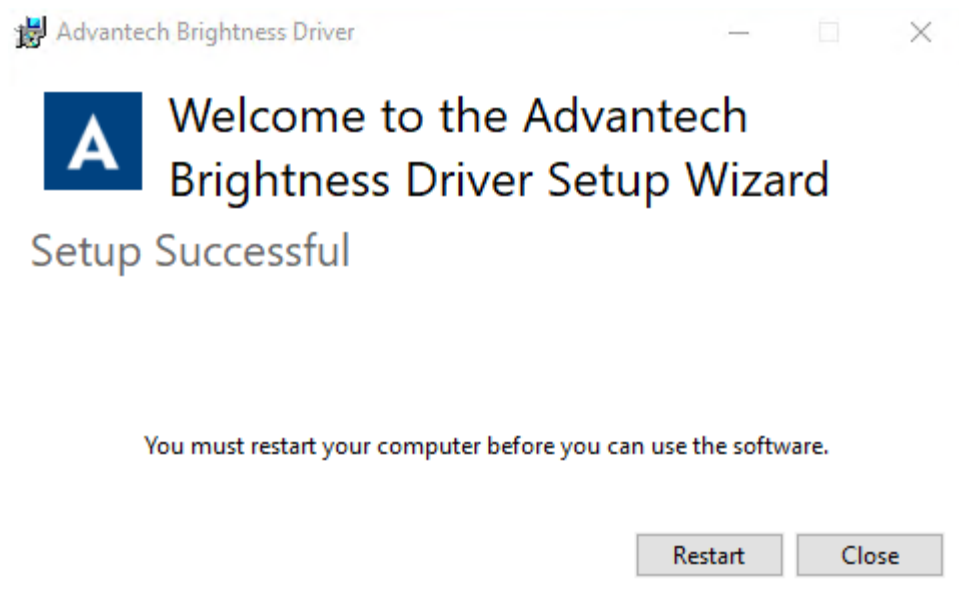 Advantech Brightness Driver
A
Welcome to the Advantech
Brightness Driver Setup Wizard
Setup Successful
You must restart your computer before you can use the software.
Restart
Close